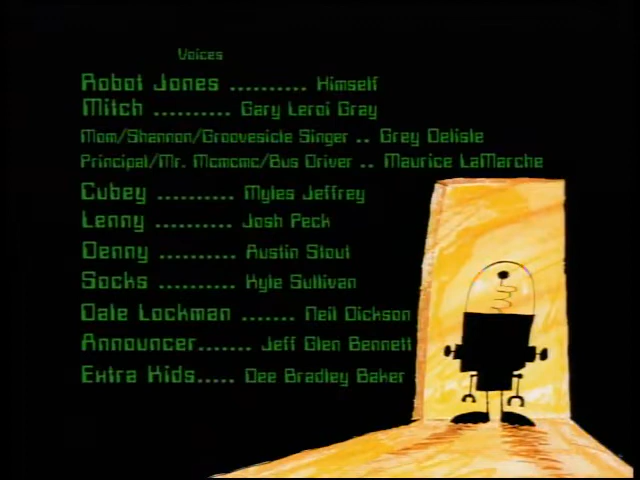 Voices
Robot Jones .......... Himself
Mitch .......... Gary Leroi Gray
Mom/Shannon/Groovesicle Singer .. Grey Delisle
Principal/Mr. Mcmcmc/Bus Driver .. Maurice LaMarche
Cubey .......... Myles Jeffrey
Lenny .......... Josh Peck
Denny .......... Austin Stout
Socks .......... Kyle Sullivan
Dale Lockman ....... Neil Dickson
Announcer....... Jeff Glen Bennett
Extra Kids..... Dee Bradley Baker